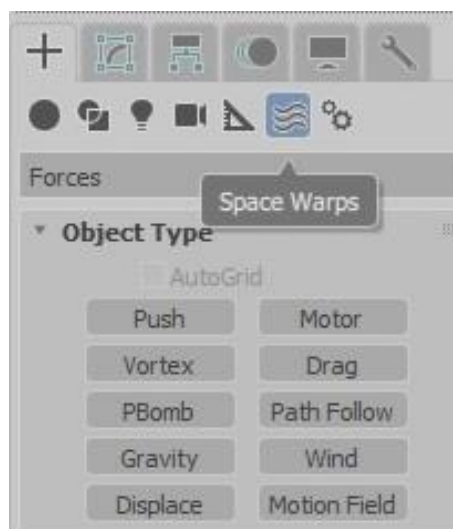 Forces
Space Warps
Object Type
AutoGrid
Push Motor
Vortex Drag
PBomb Path Follow
Gravity Wind
Displace Motion Field